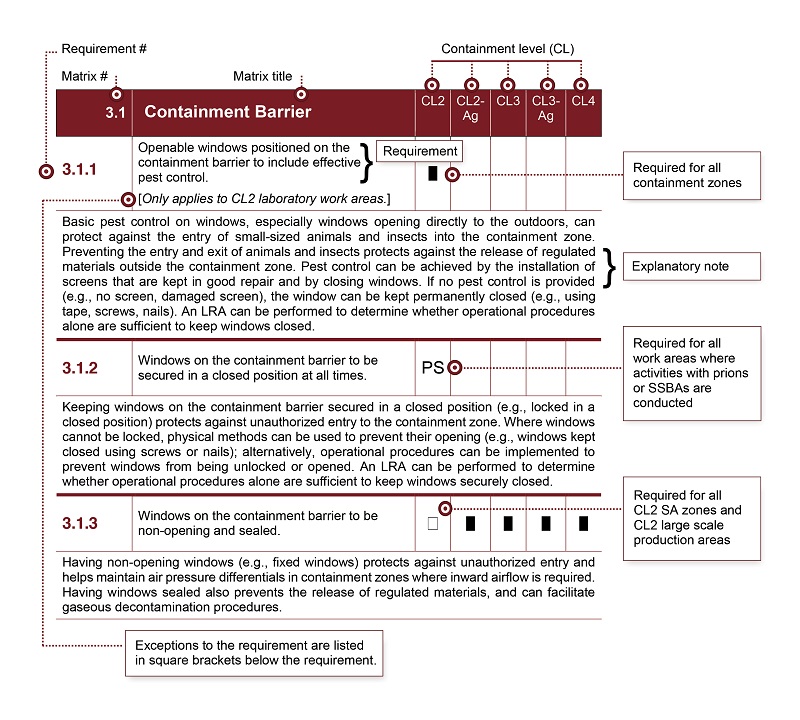 Requirement #
Containment level (CL)
Matrix #
Matrix title
3.1
Containment Barrier
CL2
CL2-
Ag
CL3
CL3-
Ag
CL4
3.1.1
Openable windows positioned on the
containment barrier to include effective
pest control.
[Only applies to CL2 laboratory work areas.]
Requirement
Required for all
containment zones
Basic pest control on windows, especially windows opening directly to the outdoors, can
protect against the entry of small-sized animals and insects into the containment zone.
Preventing the entry and exit of animals and insects protects against the release of regulated
materials outside the containment zone. Pest control can be achieved by the installation of
screens that are kept in good repair and by closing windows. If no pest control is provided
(e.g., no screen, damaged screen), the window can be kept permanently closed (e.g., using
tape, screws, nails). An LRA can be performed to determine whether operational procedures
alone are sufficient to keep windows closed.
Explanatory note
3.1.2
Windows on the containment barrier to be
secured in a closed position at all times.
PS
Required for all
work areas where
activities with prions
or SSBAs are
conducted
Keeping windows on the containment barrier secured in a closed position (e.g., locked in a
closed position) protects against unauthorized entry to the containment zone. Where windows
cannot be locked, physical methods can be used to prevent their opening (e.g., windows kept
closed using screws or nails); alternatively, operational procedures can be implemented to
prevent windows from being unlocked or opened. An LRA can be performed to determine
whether operational procedures alone are sufficient to keep windows securely closed.
3.1.3
Windows on the containment barrier to be
non-opening and sealed.
Required for all
CL2 SA zones and
CL2 large scale
production areas
Having non-opening windows (e.g., fixed windows) protects against unauthorized entry and
helps maintain air pressure differentials in containment zones where inward airflow is required.
Having windows sealed also prevents the release of regulated materials, and can facilitate
gaseous decontamination procedures.
Exceptions to the requirement are listed
in square brackets below the requirement.